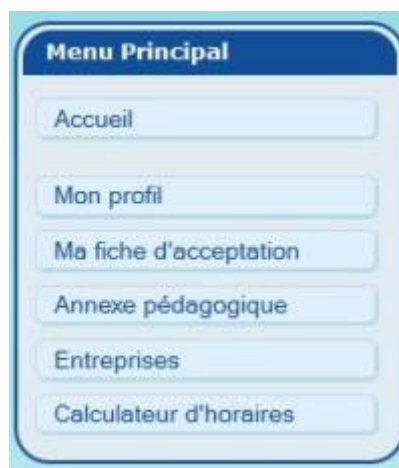 Menu Principal
Accueil
Mon profil
Ma fiche d'acceptation
Annexe pédagogique
Entreprises
Calculateur d'horaires